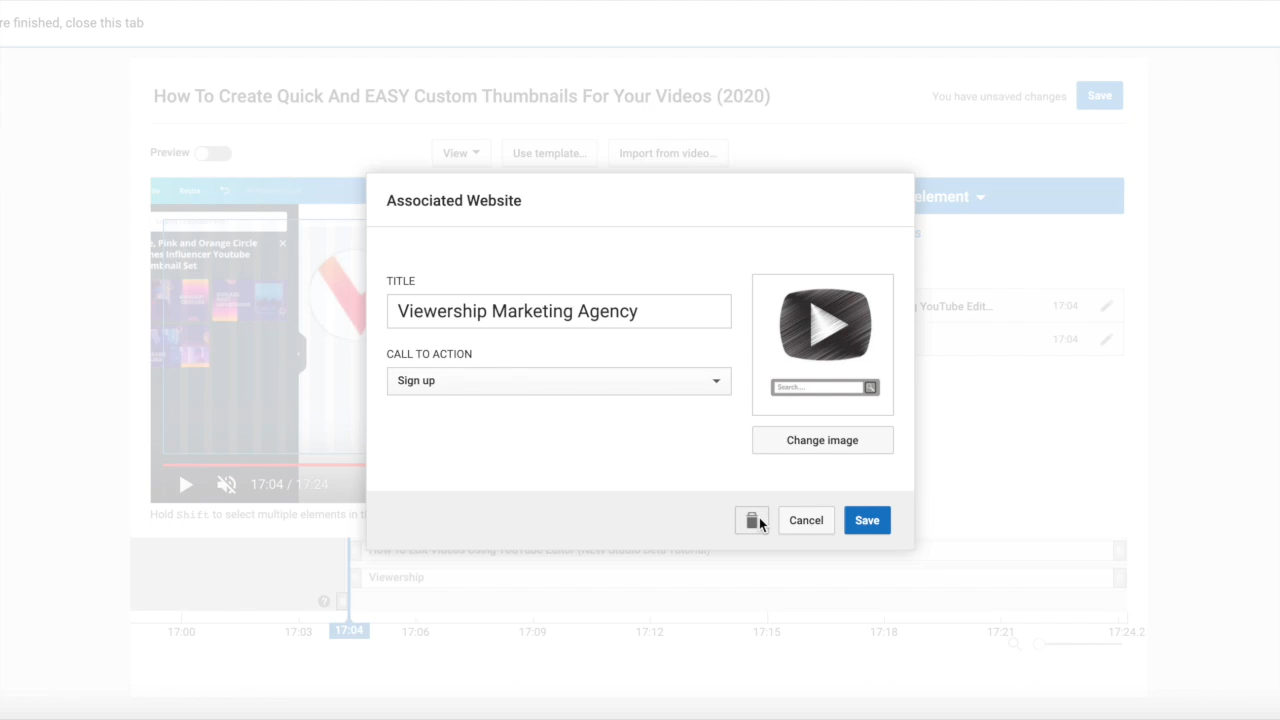 re finished, close this tab
How To Create Quick And EASY Custom Thumbnails For Your Videos (2020)
You have unsaved changes
Save
Preview
View
Use template...
Import from video...
Associated Website
element
Resize
, Pink and Orange Circle
es Influencer Youtube
mbnail Set
TITLE
Viewership Marketing Agency
CALL TO ACTION
Sign up
Search....
Change image
YouTube Edit...
17:04
17:04
17:04 / 17:24
Hold Shift to select multiple elements in t
Cancel
Save
How To Edit Videos Using YouTube Editor (NEW Studio Beta Tutorial)
Viewership
17:00
17:03
17:04
17:06
17:09
17:12
17:15
17:18
17:21
17:24.2